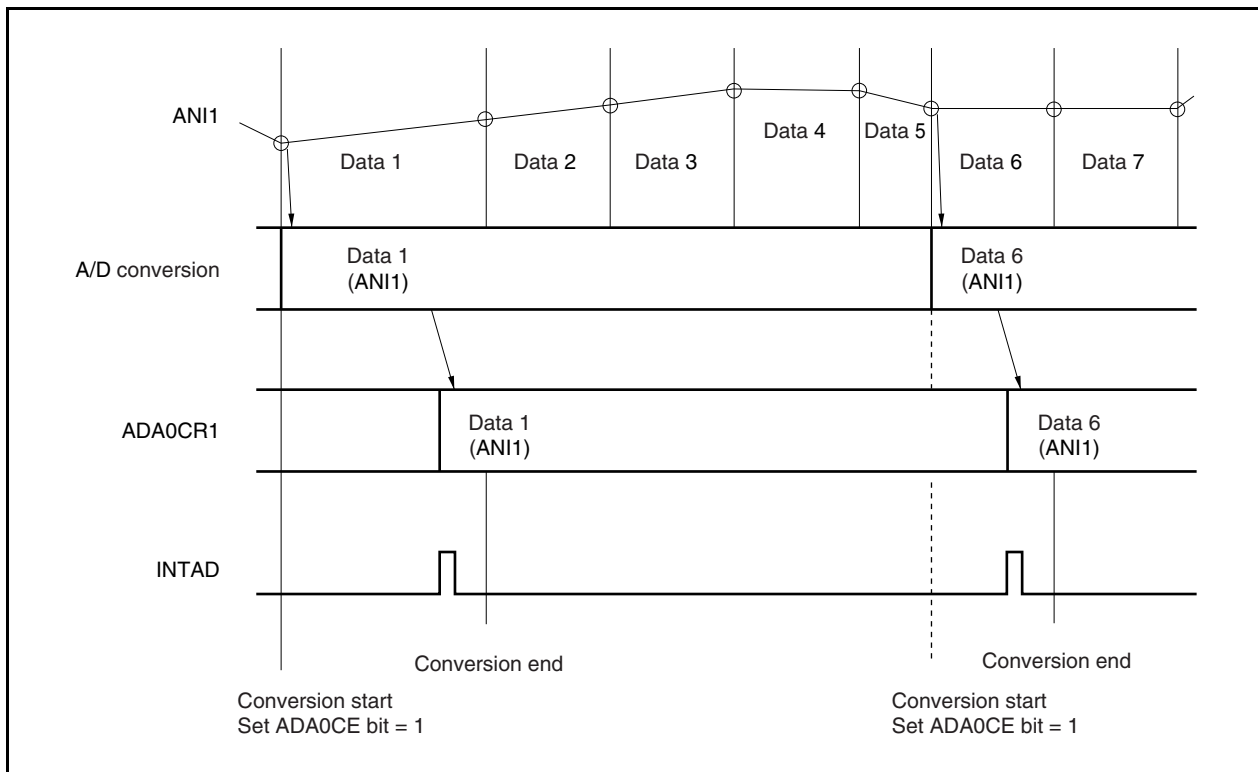 ANI1
Data 1
Data 2
Data 3
Data 4
Data 5
Data 6
Data 7
A/D conversion
Data 1
(ANI1)
Data 6
(ANI1)
ADA0CR1
Data 1
(ANI1)
Data 6
(ANI1)
INTAD
Conversion end
Conversion end
Conversion start
Set ADA0CE bit = 1
Conversion start
Set ADA0CE bit = 1